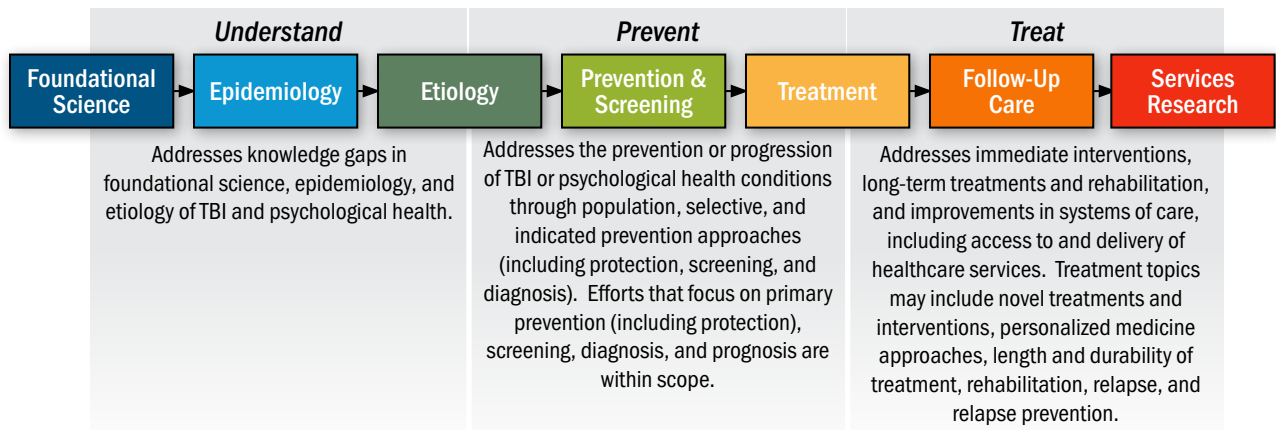 Understand
Prevent
Treat
Foundational
Science
Epidemiology
Etiology
Prevention &
Screening
Treatment
Follow-Up
Care
Services
Research
Addresses knowledge gaps in
foundational science, epidemiology, and
etiology of TBI and psychological health.
Addresses the prevention or progression
of TBI or psychological health conditions
through population, selective, and
indicated prevention approaches
(including protection, screening, and
diagnosis).  Efforts that focus on primary
prevention (including protection),
screening, diagnosis, and prognosis are
within scope.
Addresses immediate interventions,
long-term treatments and rehabilitation,
and improvements in systems of care,
including access to and delivery of
healthcare services.  Treatment topics
may include novel treatments and
interventions, personalized medicine
approaches, length and durability of
treatment, rehabilitation, relapse, and
relapse prevention.